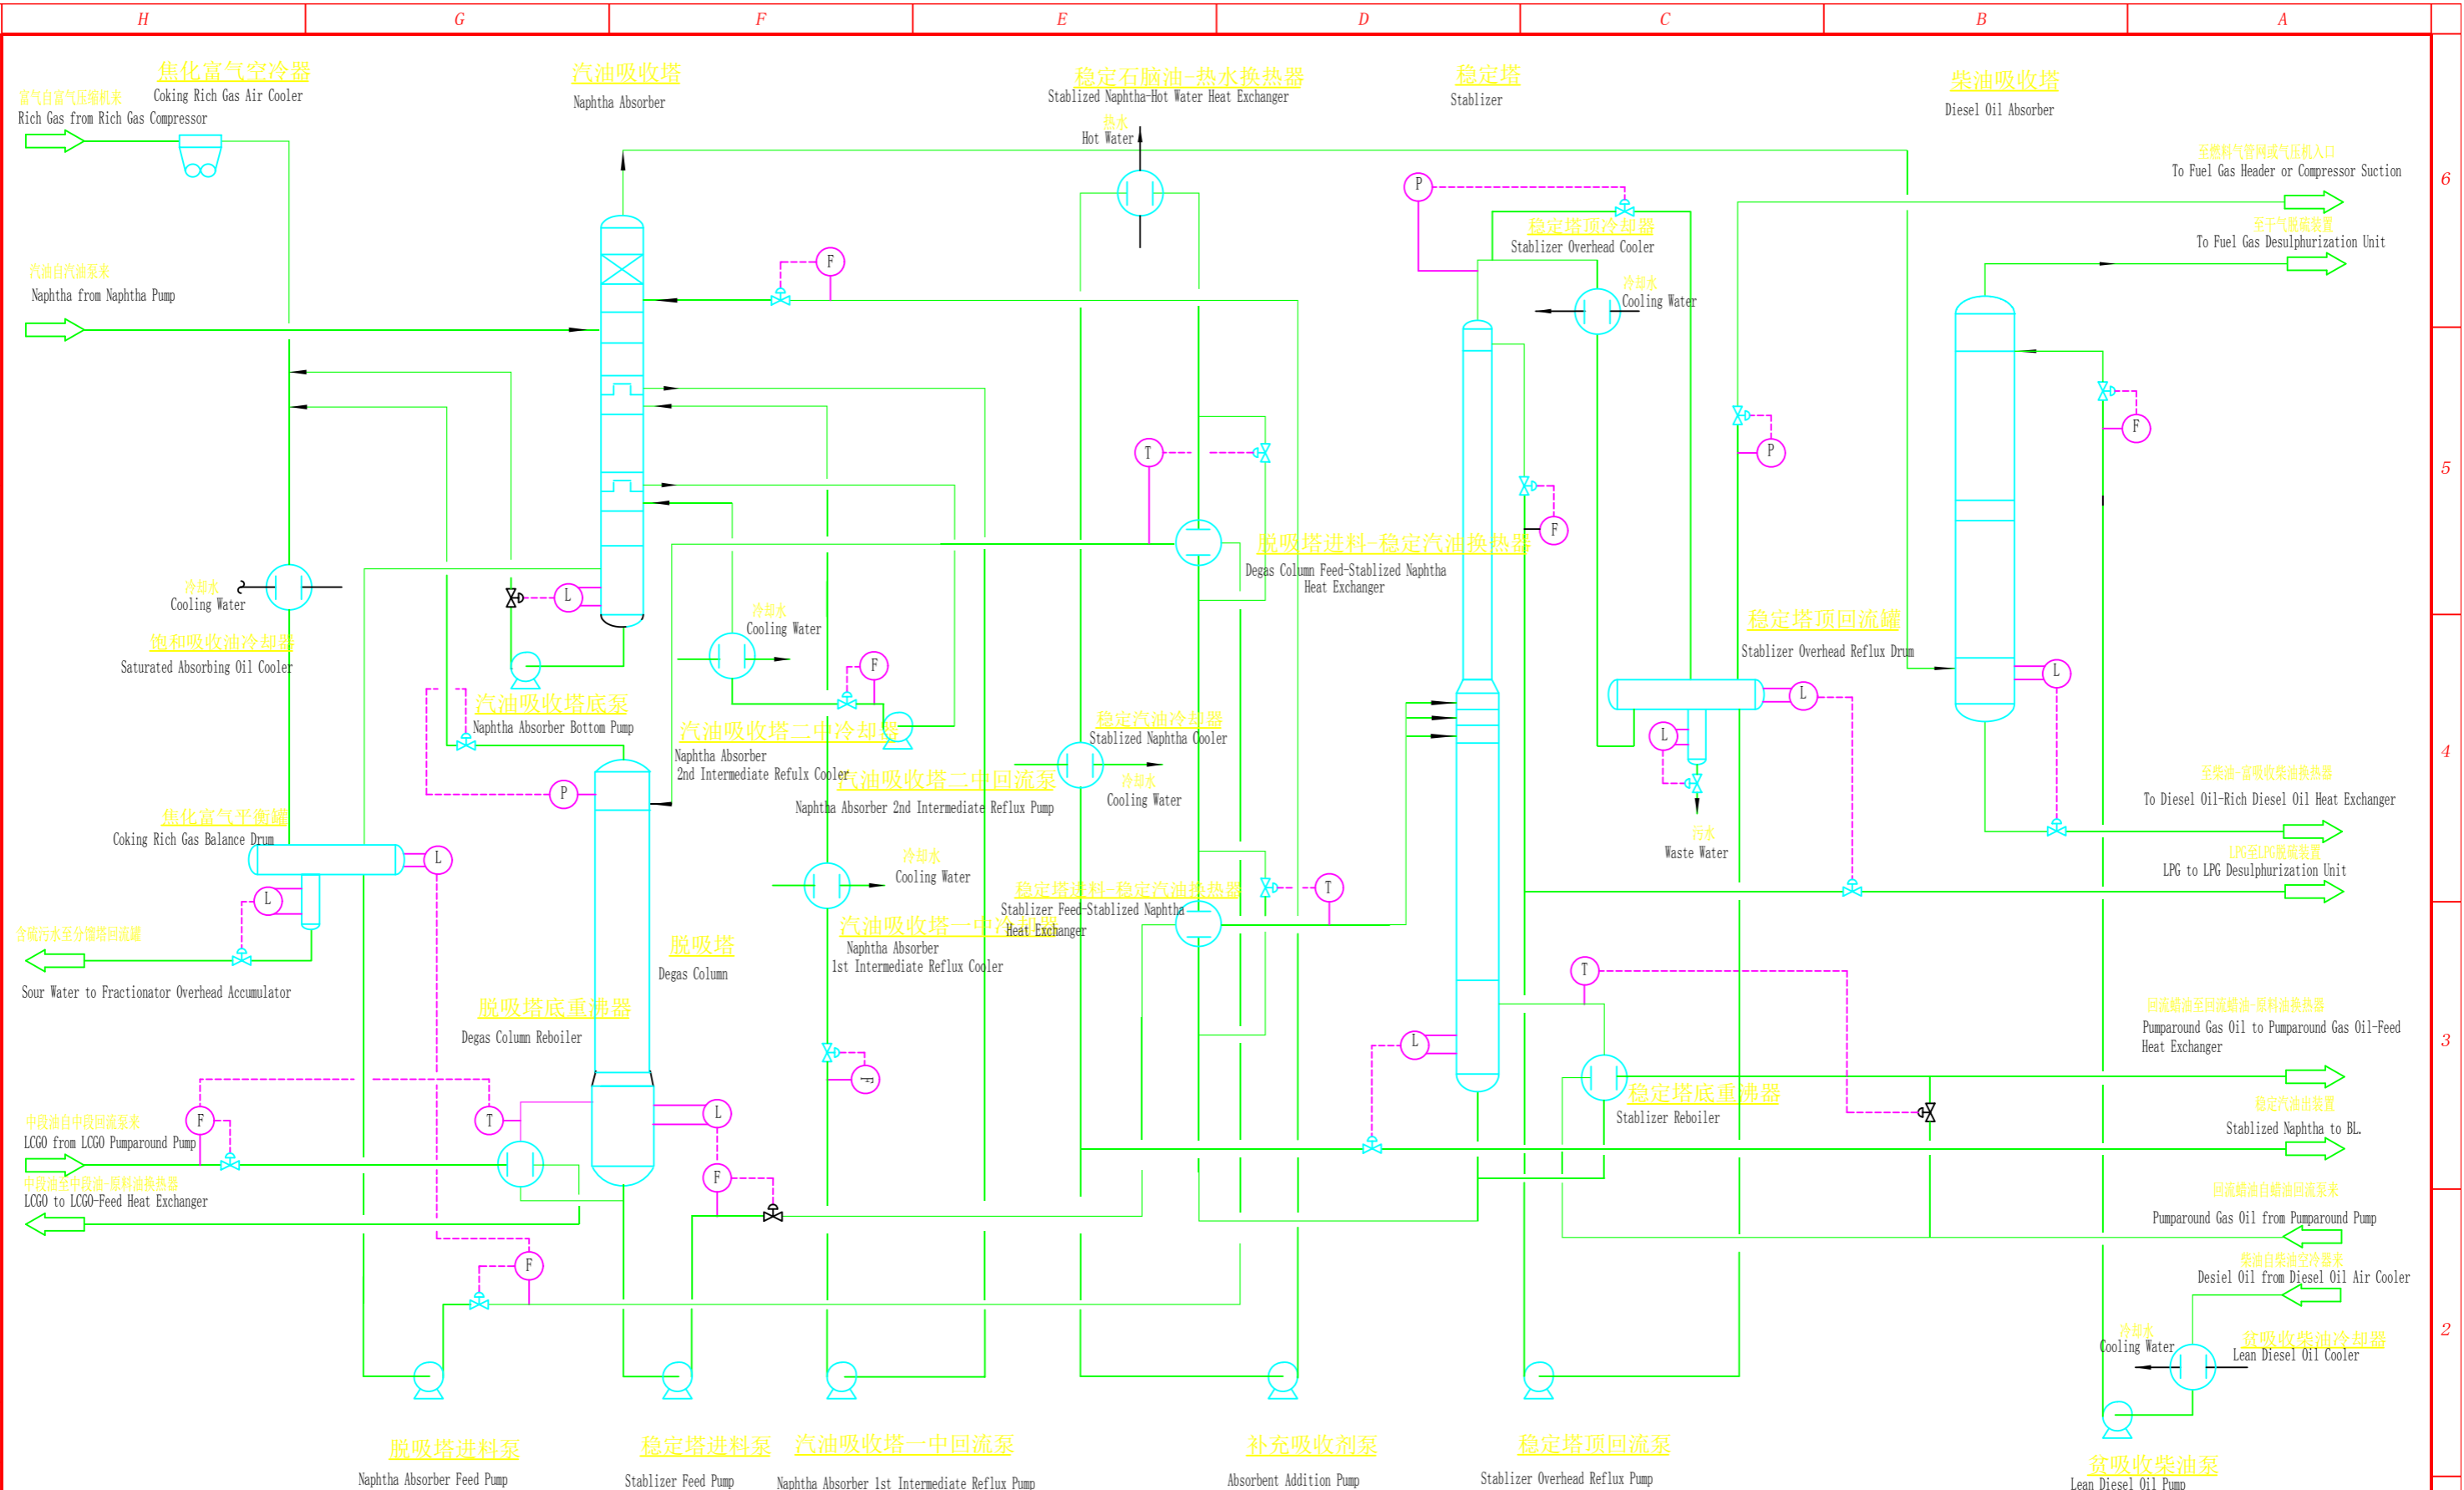 H G F E D C B A
焦化富气空冷器
Coking Rich Gas Air Cooler
富气自富气压缩机来
Rich Gas from Rich Gas Compressor
汽油吸收塔
Naphtha Absorber
稳定石脑油-热水换热器
Stablized Naphtha-Hot Water Heat Exchanger
热水
Hot Water
稳定塔
Stablizer
柴油吸收塔
Diesel Oil Absorber
至燃料气管网或气压机入口
To Fuel Gas Header or Compressor Suction
6
至干气脱硫装置
To Fuel Gas Desulphurization Unit
P
稳定塔顶冷却器
Stablizer Overhead Cooler
冷却水
Cooling Water
汽油自汽油泵来
Naphtha from Naphtha Pump
F
T
F
P
F
5
脱吸塔进料-稳定汽油换热器
Degas Column Feed-Stablized Naphtha
Heat Exchanger
冷却水
Cooling Water
L
饱和吸收油冷却器
Saturated Absorbing Oil Cooler
冷却水
Cooling Water
F
稳定塔顶回流罐
Stablizer Overhead Reflux Drum
L
L
L
汽油吸收塔底泵
Naphtha Absorber Bottom Pump
汽油吸收塔二中冷却器
Naphtha Absorber
2nd Intermediate Refulx Cooler
稳定汽油冷却器
Stablized Naphtha Cooler
冷却水
Cooling Water
汽油吸收塔二中回流泵
Naphtha Absorber 2nd Intermediate Reflux Pump
P
4
至柴油-富吸收柴油换热器
To Diesel Oil-Rich Diesel Oil Heat Exchanger
污水
Waste Water
LPG至LPG脱硫装置
LPG to LPG Desulphurization Unit
焦化富气平衡罐
Coking Rich Gas Balance Drum
L
L
冷却水
Cooling Water
稳定塔进料-稳定汽油换热器
Stablizer Feed-Stablized Naphtha
Heat Exchanger
T
汽油吸收塔一中冷却器
Naphtha Absorber
1st Intermediate Reflux Cooler
含硫污水至分馏塔回流罐
Sour Water to Fractionator Overhead Accumulator
脱吸塔
Degas Column
脱吸塔底重沸器
Degas Column Reboiler
T
L
F
回流蜡油至回流蜡油-原料油换热器
Pumparound Gas Oil to Pumparound Gas Oil-Feed
Heat Exchanger
3
稳定塔底重沸器
Stablizer Reboiler
稳定汽油出装置
Stablized Naphtha to BL.
中段油自中段回流泵来
LCGO from LCGO Pumparound Pump
F
T
L
F
中段油至中段油-原料油换热器
LCGO to LCGO-Feed Heat Exchanger
回流蜡油自蜡油回流泵来
Pumparound Gas Oil from Pumparound Pump
柴油自柴油空冷器来
Desiel Oil from Diesel Oil Air Cooler
F
2
冷却水
Cooling Water
贫吸收柴油冷却器
Lean Diesel Oil Cooler
脱吸塔进料泵
Naphtha Absorber Feed Pump
稳定塔进料泵
Stablizer Feed Pump
汽油吸收塔一中回流泵
Naphtha Absorber 1st Intermediate Reflux Pump
补充吸收剂泵
Absorbent Addition Pump
稳定塔顶回流泵
Stablizer Overhead Reflux Pump
贫吸收柴油泵
Lean Diesel Oil Pump